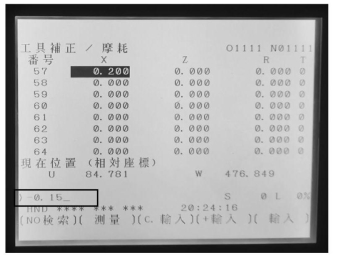 工具補正 / 摩耗 O1111 N01111
番号 X Z R T
57 0.200 0.000 0.000 0
58 0.000 0.000 0.000 0
59 0.000 0.000 0.000 0
60 0.000 0.000 0.000 0
61 0.000 0.000 0.000 0
62 0.000 0.000 0.000 0
63 0.000 0.000 0.000 0
64 0.000 0.000 0.000 0
現在位置 (相対座標)
U 84.781 W 476.849
) -0.15_
S 0 L 0%
HND **** *** *** 20:24:16
(NO検索)( 測量 )(C.輸入)(+輸入 )( 輸入 )